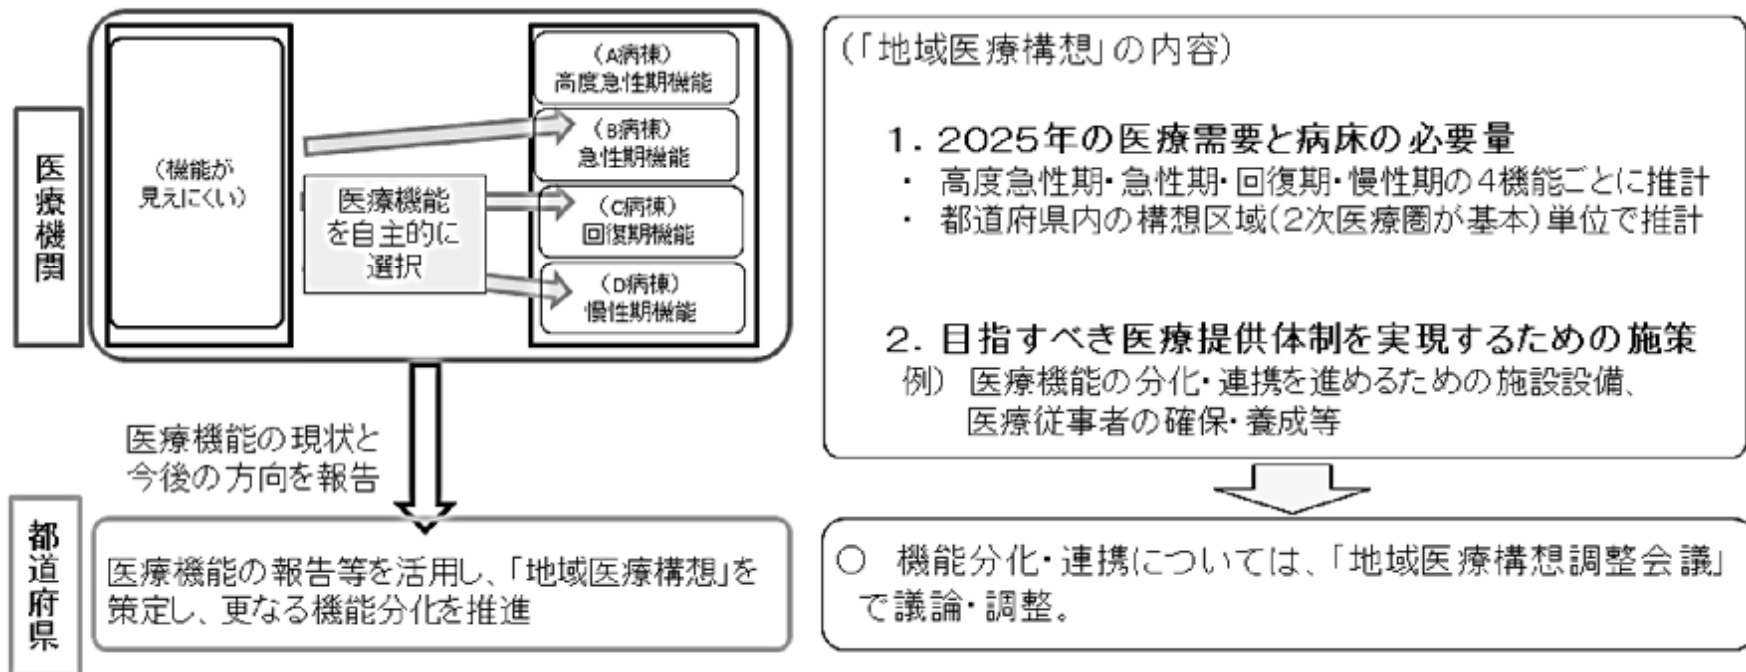 医療機関
(機能が
見えにくい)
医療機能
を自主的に
選択
(A病棟)
高度急性期機能
(B病棟)
急性期機能
(C病棟)
回復期機能
(D病棟)
慢性期機能
医療機能の現状と
今後の方向を報告
都道府県
医療機能の報告等を活用し、「地域医療構想」を
策定し、更なる機能分化を推進
(「地域医療構想」の内容)
1. 2025年の医療需要と病床の必要量
・ 高度急性期・急性期・回復期・慢性期の4機能ごとに推計
・ 都道府県内の構想区域(2次医療圏が基本)単位で推計
2. 目指すべき医療提供体制を実現するための施策
例) 医療機能の分化・連携を進めるための施設設備、
医療従事者の確保・養成等
○ 機能分化・連携については、「地域医療構想調整会議」
で議論・調整。